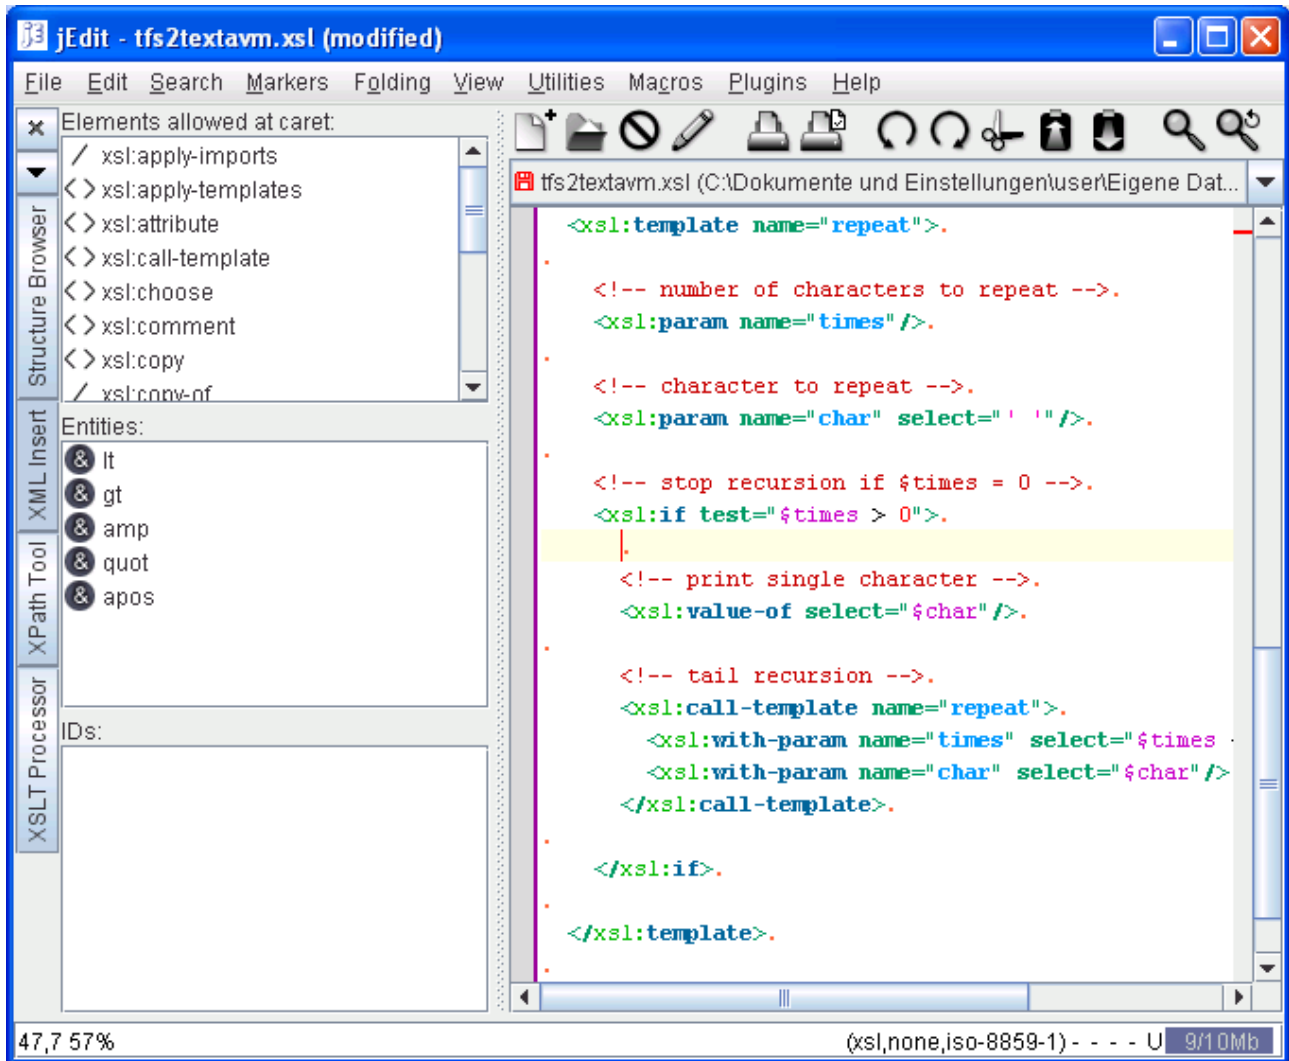 jEdit - tfs2textavm.xsl (modified)
File Edit Search Markers Folding View Utilities Macros Plugins Help
Elements allowed at caret:
xsl:apply-imports
xsl:apply-templates
xsl:attribute
xsl:call-template
xsl:choose
xsl:comment
xsl:copy
xsl:copy-of
Entities:
& lt
& gt
& amp
& quot
& apos
IDs:
Structure Browser
XML Insert
XPath Tool
XSLT Processor
tfs2textavm.xsl (C:\Dokumente und Einstellungen\user\Eigene Dat...
<xsl:template name="repeat">.
.
<!-- number of characters to repeat -->.
<xsl:param name="times"/>.
.
<!-- character to repeat -->.
<xsl:param name="char" select="' '"/>.
.
<!-- stop recursion if $times = 0 -->.
<xsl:if test="$times > 0">.
.
<!-- print single character -->.
<xsl:value-of select="$char"/>.
.
<!-- tail recursion -->.
<xsl:call-template name="repeat">.
<xsl:with-param name="times" select="$times
<xsl:with-param name="char" select="$char"/>
</xsl:call-template>.
.
</xsl:if>.
.
</xsl:template>.
.
47,7 57%
(xsl,none,iso-8859-1) - - - - U 9/10Mb